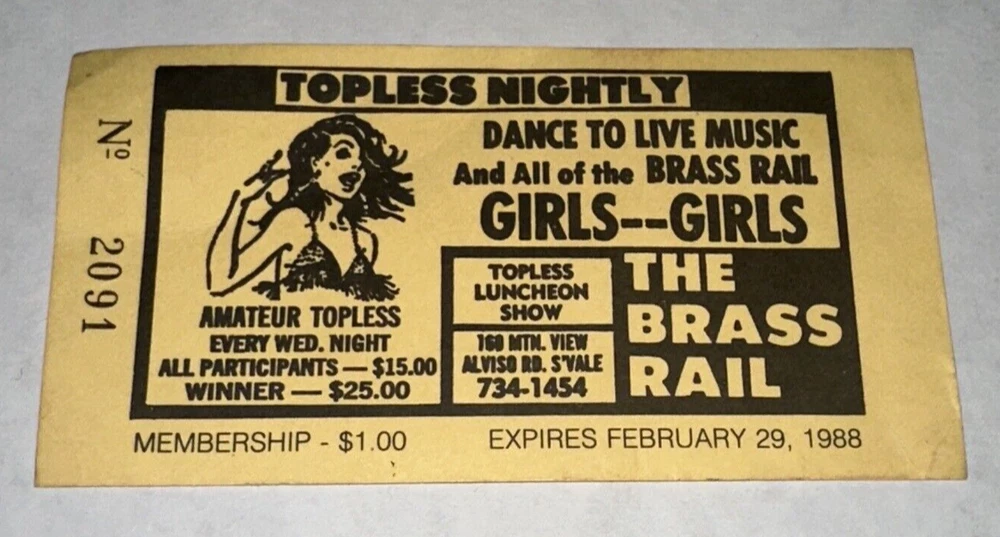 TOPLESS NIGHTLY
Nº 2091
DANCE TO LIVE MUSIC
And All of the BRASS RAIL
GIRLS--GIRLS
AMATEUR TOPLESS
EVERY WED. NIGHT
ALL PARTICIPANTS — $15.00
WINNER — $25.00
TOPLESS
LUNCHEON
SHOW
160 MTN. VIEW
ALVISO RD. S'VALE
734-1454
THE
BRASS
RAIL
MEMBERSHIP - $1.00
EXPIRES FEBRUARY 29, 1988